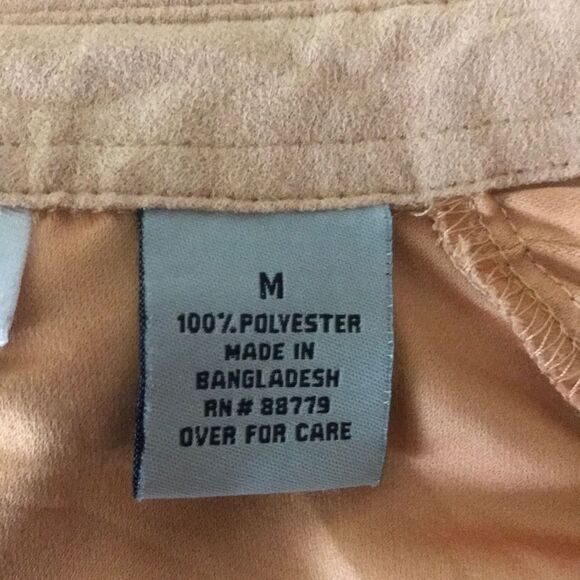 M
100% POLYESTER
MADE IN
BANGLADESH
RN# 88779
OVER FOR CARE